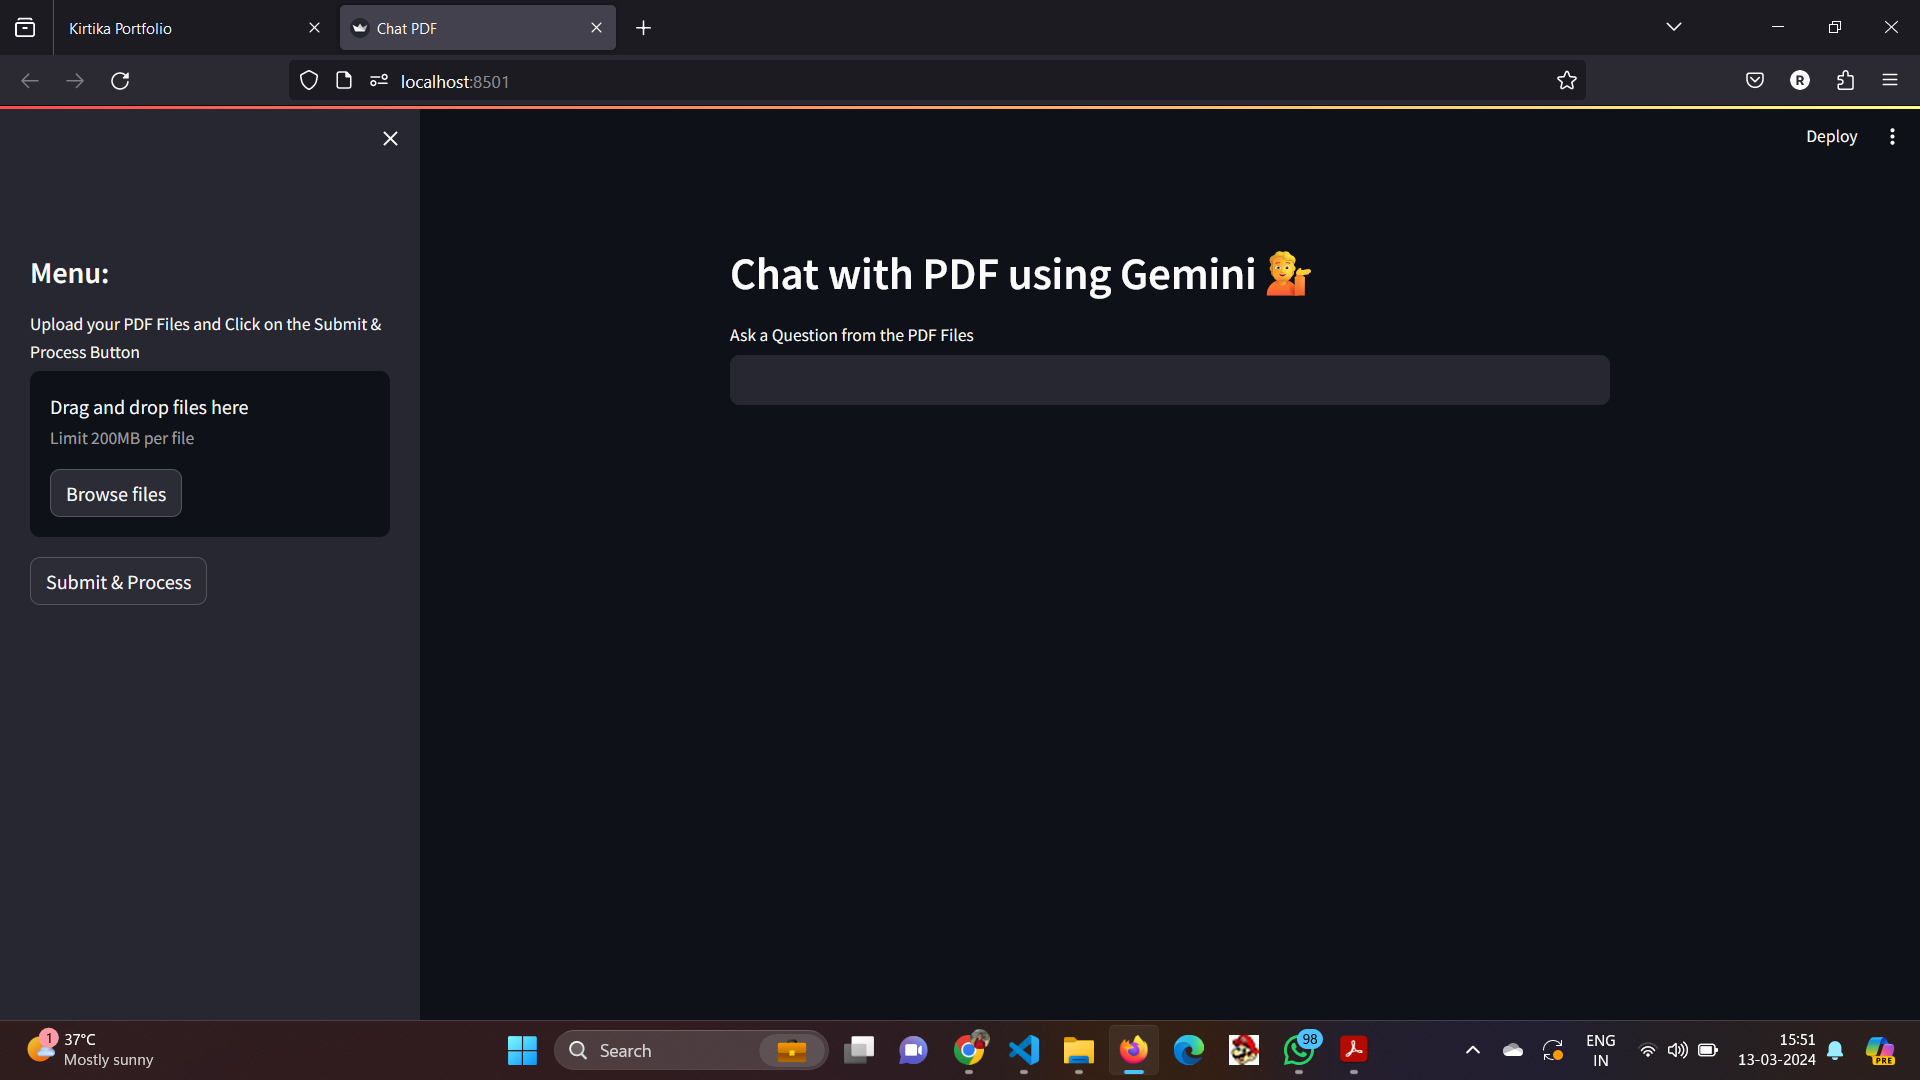 Kirtika Portfolio
Chat PDF
localhost:8501
R
Deploy
Menu:
Upload your PDF Files and Click on the Submit &
Process Button
Drag and drop files here
Limit 200MB per file
Browse files
Submit & Process
Chat with PDF using Gemini 💁
Ask a Question from the PDF Files
1
37°C
Mostly sunny
Search
98
ENG
IN
15:51
13-03-2024
PRE